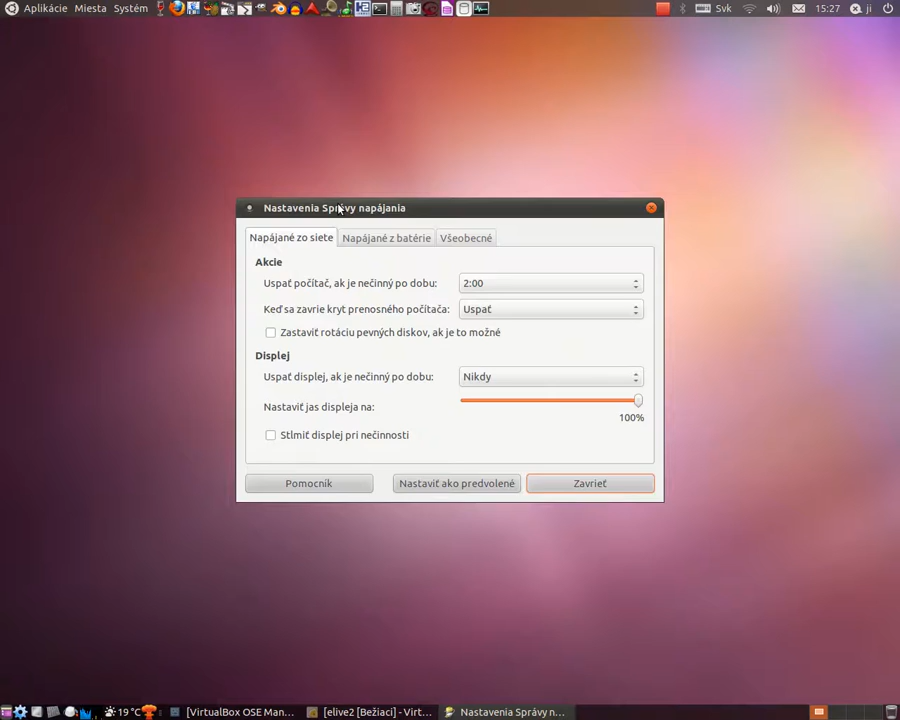 Aplikácie Miesta Systém
Svk 15:27 ji
Nastavenia Správy napájania
Napájané zo siete Napájané z batérie Všeobecné
Akcie
Uspať počítač, ak je nečinný po dobu: 2:00
Keď sa zavrie kryt prenosného počítača: Uspať
Zastaviť rotáciu pevných diskov, ak je to možné
Displej
Uspať displej, ak je nečinný po dobu: Nikdy
Nastaviť jas displeja na:
100%
Stlmiť displej pri nečinnosti
Pomocník Nastaviť ako predvolené Zavrieť
19 °C [VirtualBox OSE Man... [elive2 [Bežiaci] - Virt... Nastavenia Správy n...